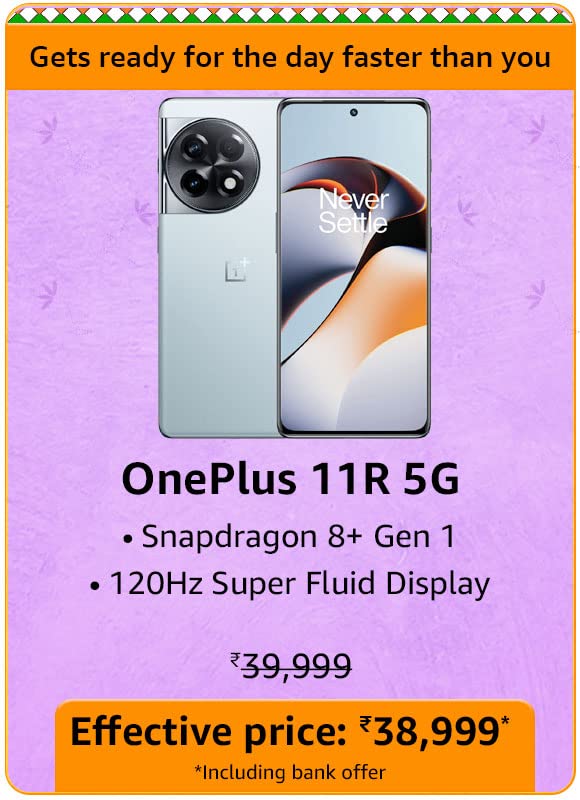 Gets ready for the day faster than you
Never
Settle
OnePlus 11R 5G
• Snapdragon 8+ Gen 1
• 120Hz Super Fluid Display
₹39,999
Effective price: ₹38,999*
*Including bank offer